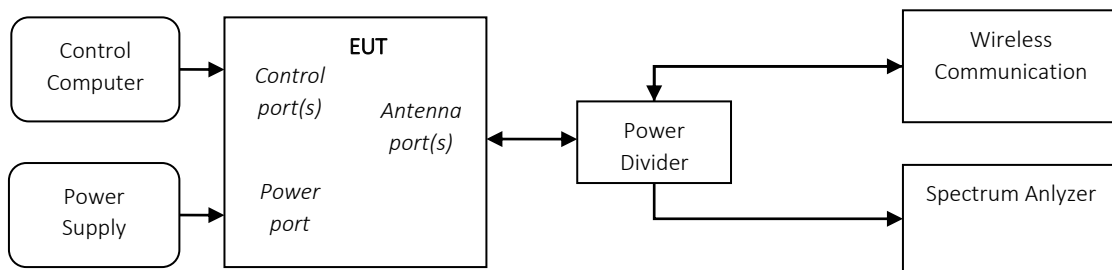 Control
Computer
Power
Supply
EUT
Control
port(s)
Antenna
port(s)
Power
port
Power
Divider
Wireless
Communication
Spectrum Anlyzer